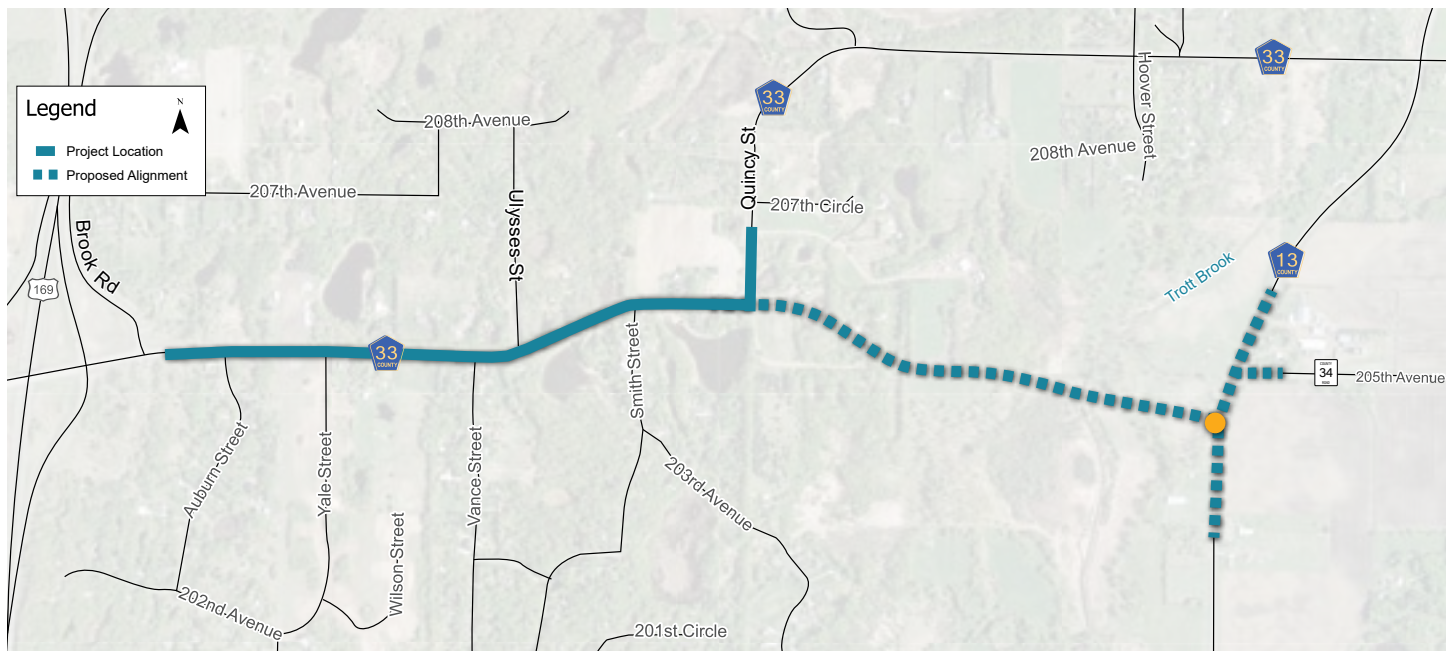 33
COUNTY
Hoover Street
33
COUNTY
Legend
N
208th Avenue
Quincy St
208th Avenue
Project Location
Proposed Alignment
207th Avenue
Ulysses St
207th Circle
Brook Rd
13
COUNTY
Trott Brook
169
33
COUNTY
Smith Street
COUNTY
34
ROAD
205th Avenue
Auburn Street
Yale Street
Vance Street
203rd Avenue
Wilson Street
202nd Avenue
201st Circle